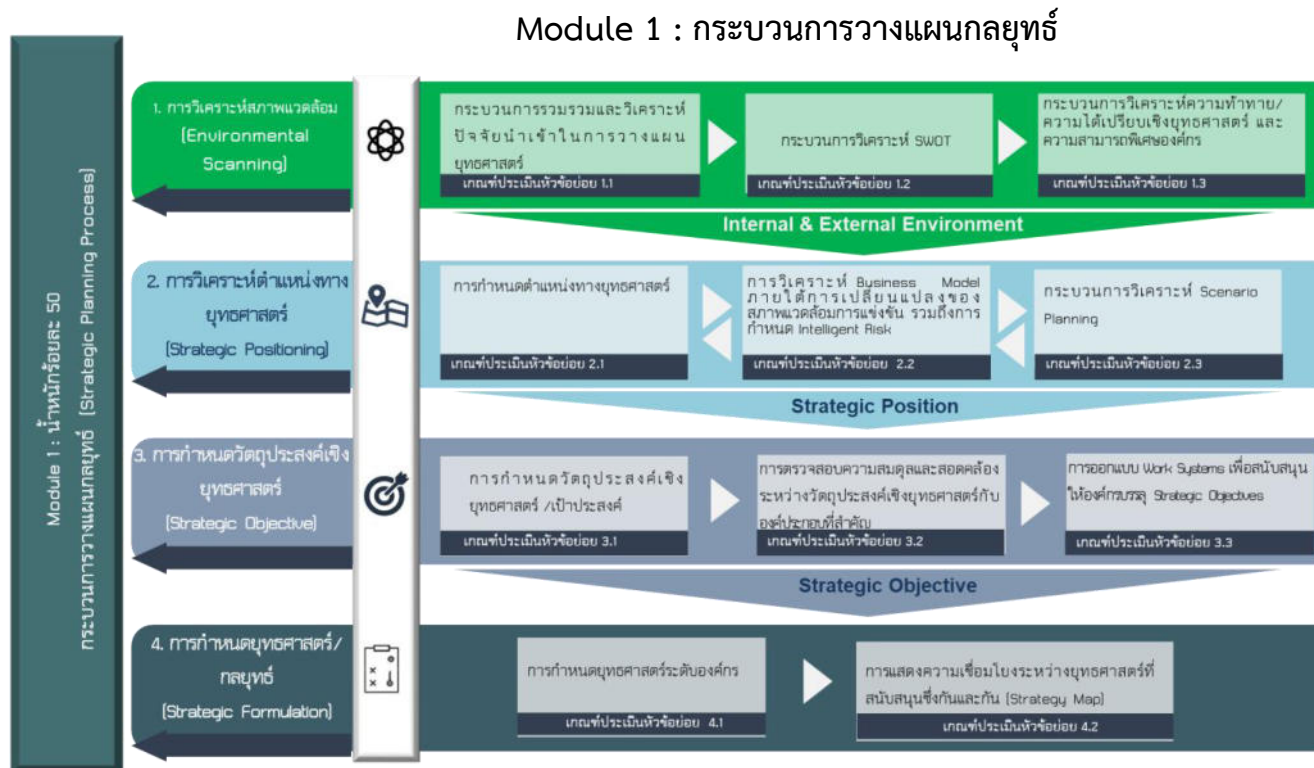 Module 1 : กระบวนการวางแผนกลยุทธ์
Module 1 : น้ำหนักร้อยละ 50
กระบวนการวางแผนกลยุทธ์ (Strategic Planning Process)
1. การวิเคราะห์สภาพแวดล้อม
(Environmental
Scanning)
กระบวนการรวมรวมและวิเคราะห์
ปัจจัยนำเข้าในการวางแผน
ยุทธศาสตร์
เกณฑ์ประเมินหัวข้อย่อย 1.1
กระบวนการวิเคราะห์ SWOT
เกณฑ์ประเมินหัวข้อย่อย 1.2
กระบวนการวิเคราะห์ความท้าทาย/
ความได้เปรียบเชิงยุทธศาสตร์ และ
ความสามารถพิเศษองค์กร
เกณฑ์ประเมินหัวข้อย่อย 1.3
Internal & External Environment
2. การวิเคราะห์ตำแหน่งทาง
ยุทธศาสตร์
(Strategic Positioning)
การกำหนดตำแหน่งทางยุทธศาสตร์
เกณฑ์ประเมินหัวข้อย่อย 2.1
การวิเคราะห์ Business Model
ภายใต้การเปลี่ยนแปลงของ
สภาพแวดล้อมการแข่งขัน รวมถึงการ
กำหนด Intelligent Risk
เกณฑ์ประเมินหัวข้อย่อย 2.2
กระบวนการวิเคราะห์ Scenario
Planning
เกณฑ์ประเมินหัวข้อย่อย 2.3
Strategic Position
3. การกำหนดวัตถุประสงค์เชิง
ยุทธศาสตร์
(Strategic Objective)
การกำหนดวัตถุประสงค์เชิง
ยุทธศาสตร์ /เป้าประสงค์
เกณฑ์ประเมินหัวข้อย่อย 3.1
การตรวจสอบความสมดุลและสอดคล้อง
ระหว่างวัตถุประสงค์เชิงยุทธศาสตร์กับ
องค์ประกอบที่สำคัญ
เกณฑ์ประเมินหัวข้อย่อย 3.2
การออกแบบ Work Systems เพื่อสนับสนุน
ให้องค์กรบรรลุ Strategic Objectives
เกณฑ์ประเมินหัวข้อย่อย 3.3
Strategic Objective
4. การกำหนดยุทธศาสตร์/
กลยุทธ์
(Strategic Formulation)
การกำหนดยุทธศาสตร์ระดับองค์กร
เกณฑ์ประเมินหัวข้อย่อย 4.1
การแสดงความเชื่อมโยงระหว่างยุทธศาสตร์ที่
สนับสนุนซึ่งกันและกัน (Strategy Map)
เกณฑ์ประเมินหัวข้อย่อย 4.2